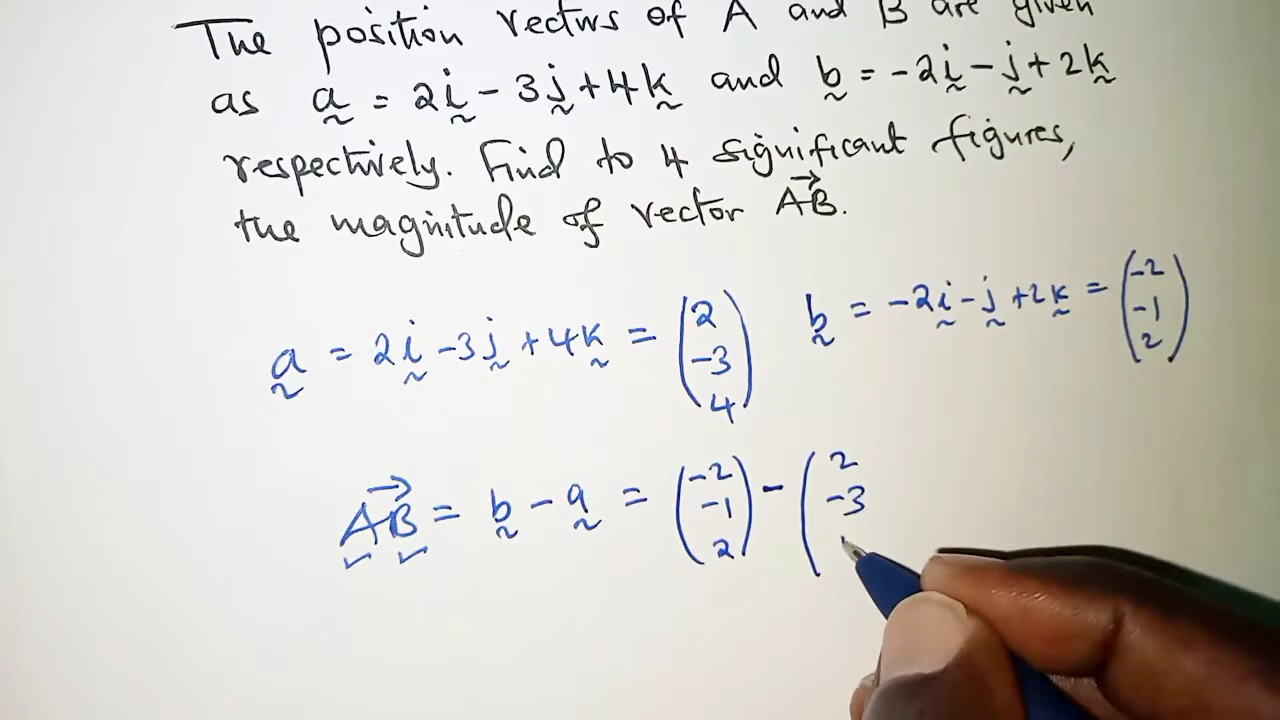 The position vectors of A and B are given
as a = 2i - 3j + 4k and b = -2i - j + 2k
respectively. Find to 4 significant figures,
the magnitude of vector AB.
a = 2i - 3j + 4k = (2 -3 4) b = -2i - j + 2k = (-2 -1 2)
AB = b - a = (-2 -1 2) - (2 -3